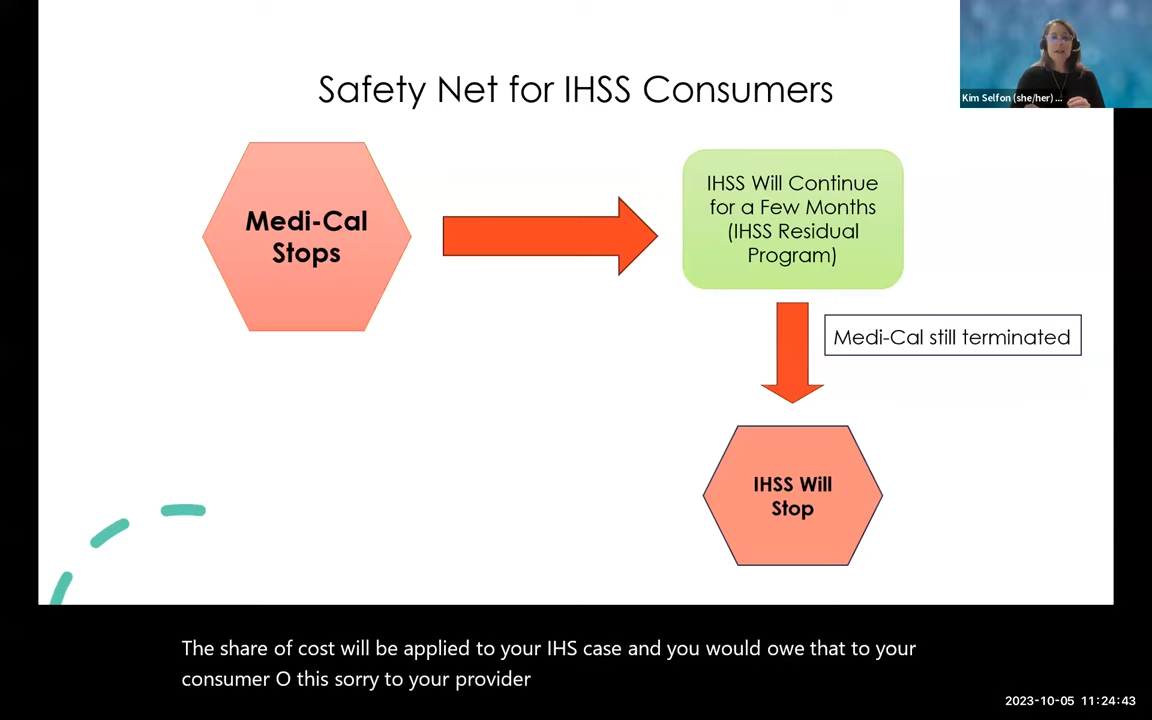 Safety Net for IHSS Consumers
Kim Selfon (she/her) ...
Medi-Cal
Stops
IHSS Will Continue
for a Few Months
(IHSS Residual
Program)
Medi-Cal still terminated
IHSS Will
Stop
The share of cost will be applied to your IHS case and you would owe that to your
consumer O this sorry to your provider
2023-10-05 11:24:43